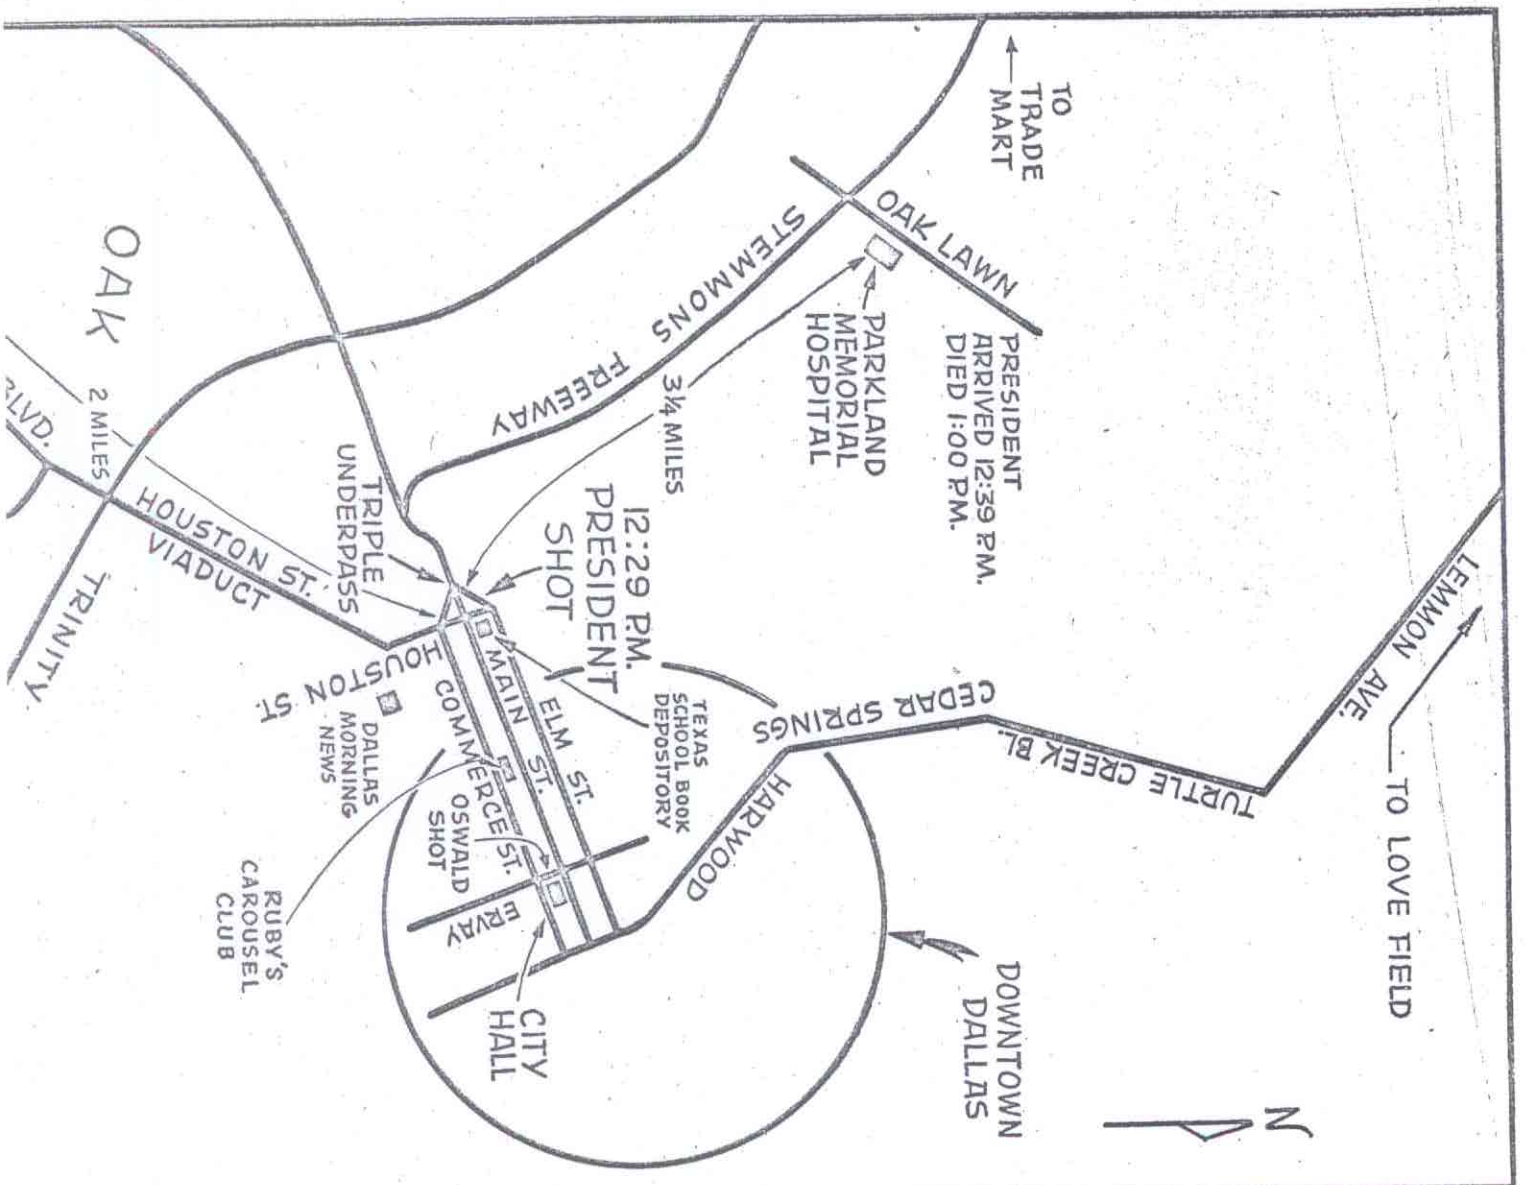 TO LOVE FIELD
LEMMON AVE.
TURTLE CREEK BL.
CEDAR SPRINGS
HARWOOD
N
DOWNTOWN
DALLAS
TO
TRADE
MART
OAK LAWN
PRESIDENT
ARRIVED 12:39 P.M.
DIED 1:00 P.M.
PARKLAND
MEMORIAL
HOSPITAL
STEMMONS
FREEWAY
3¼ MILES
12:29 P.M.
PRESIDENT
SHOT
TEXAS
SCHOOL BOOK
DEPOSITORY
ELM ST.
MAIN ST.
COMMERCE ST.
OSWALD
SHOT
ERVAY
CITY
HALL
TRIPLE
UNDERPASS
HOUSTON ST.
DALLAS
MORNING
NEWS
RUBY'S
CAROUSEL
CLUB
HOUSTON ST.
VIADUCT
TRINITY
2 MILES
OAK
BLVD.